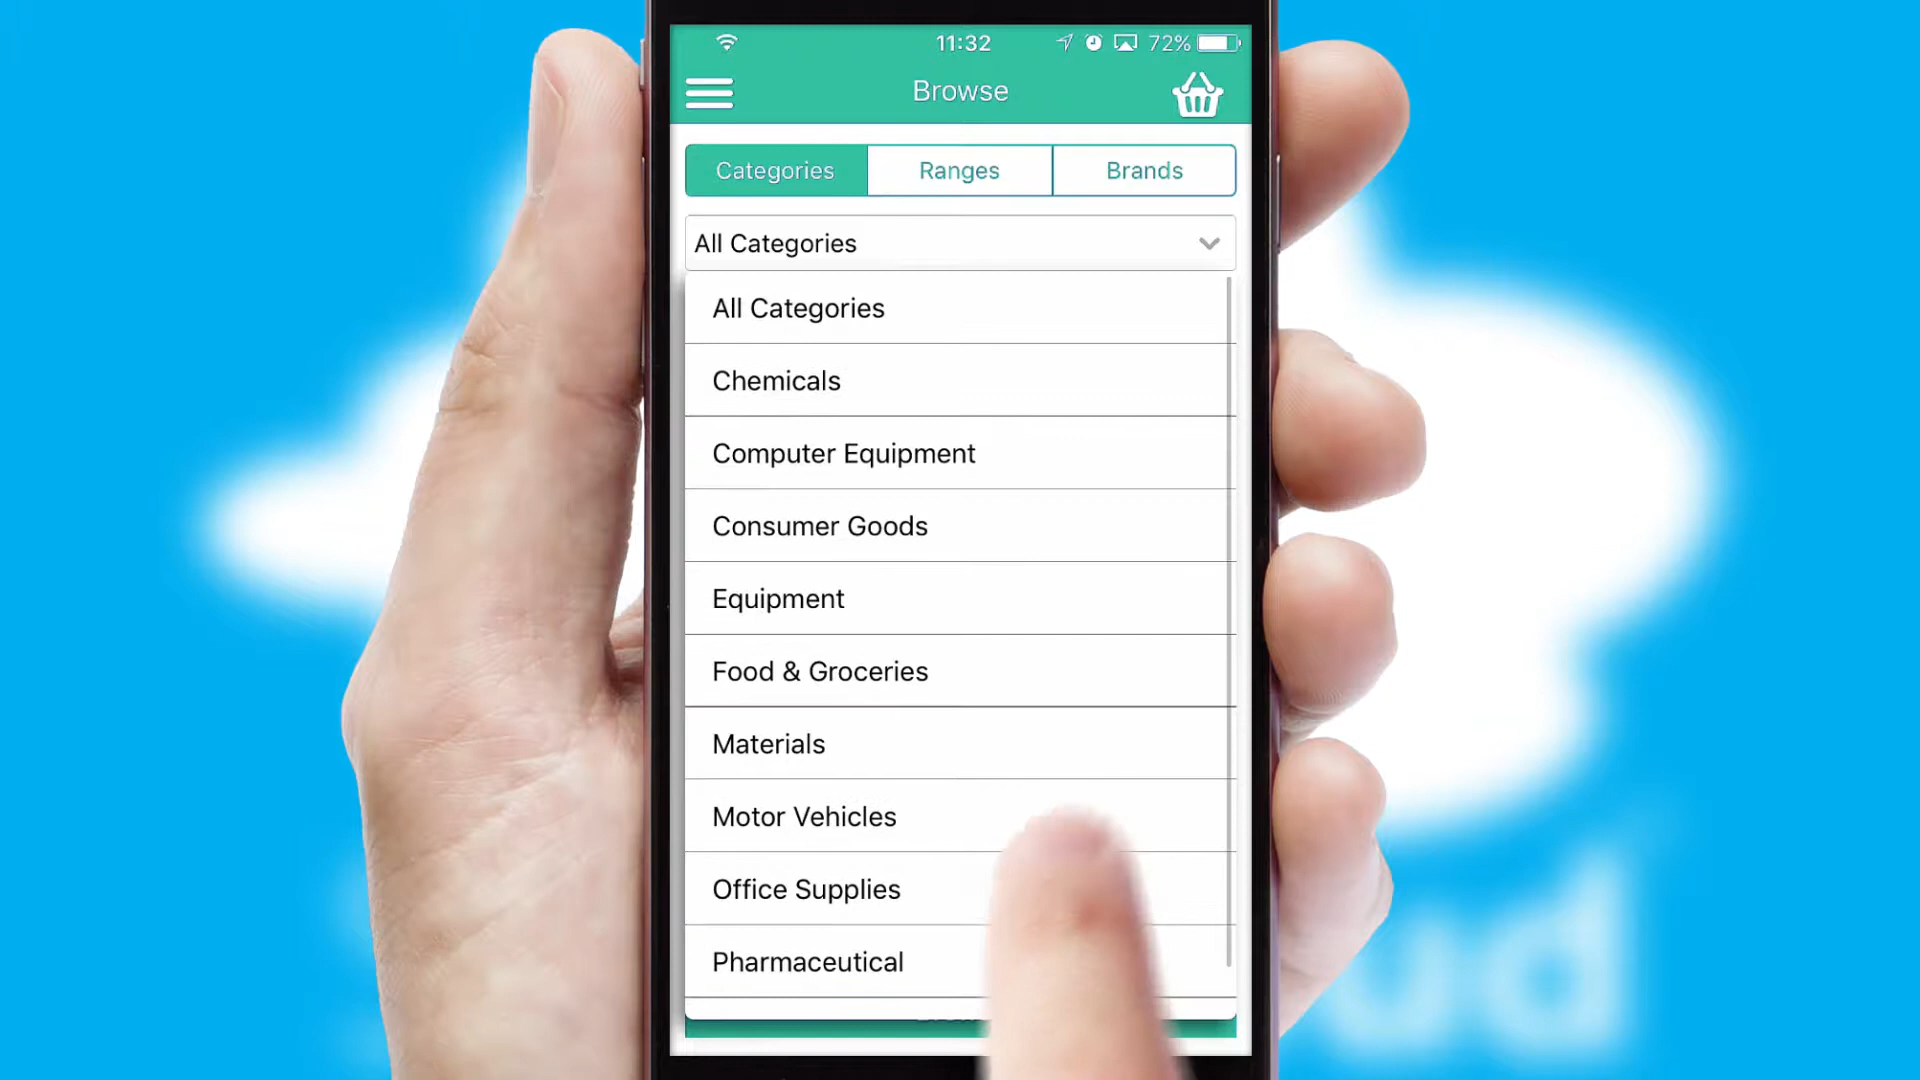 11:32
72%
Browse
Categories
Ranges
Brands
All Categories
All Categories
Chemicals
Computer Equipment
Consumer Goods
Equipment
Food & Groceries
Materials
Motor Vehicles
Office Supplies
Pharmaceutical